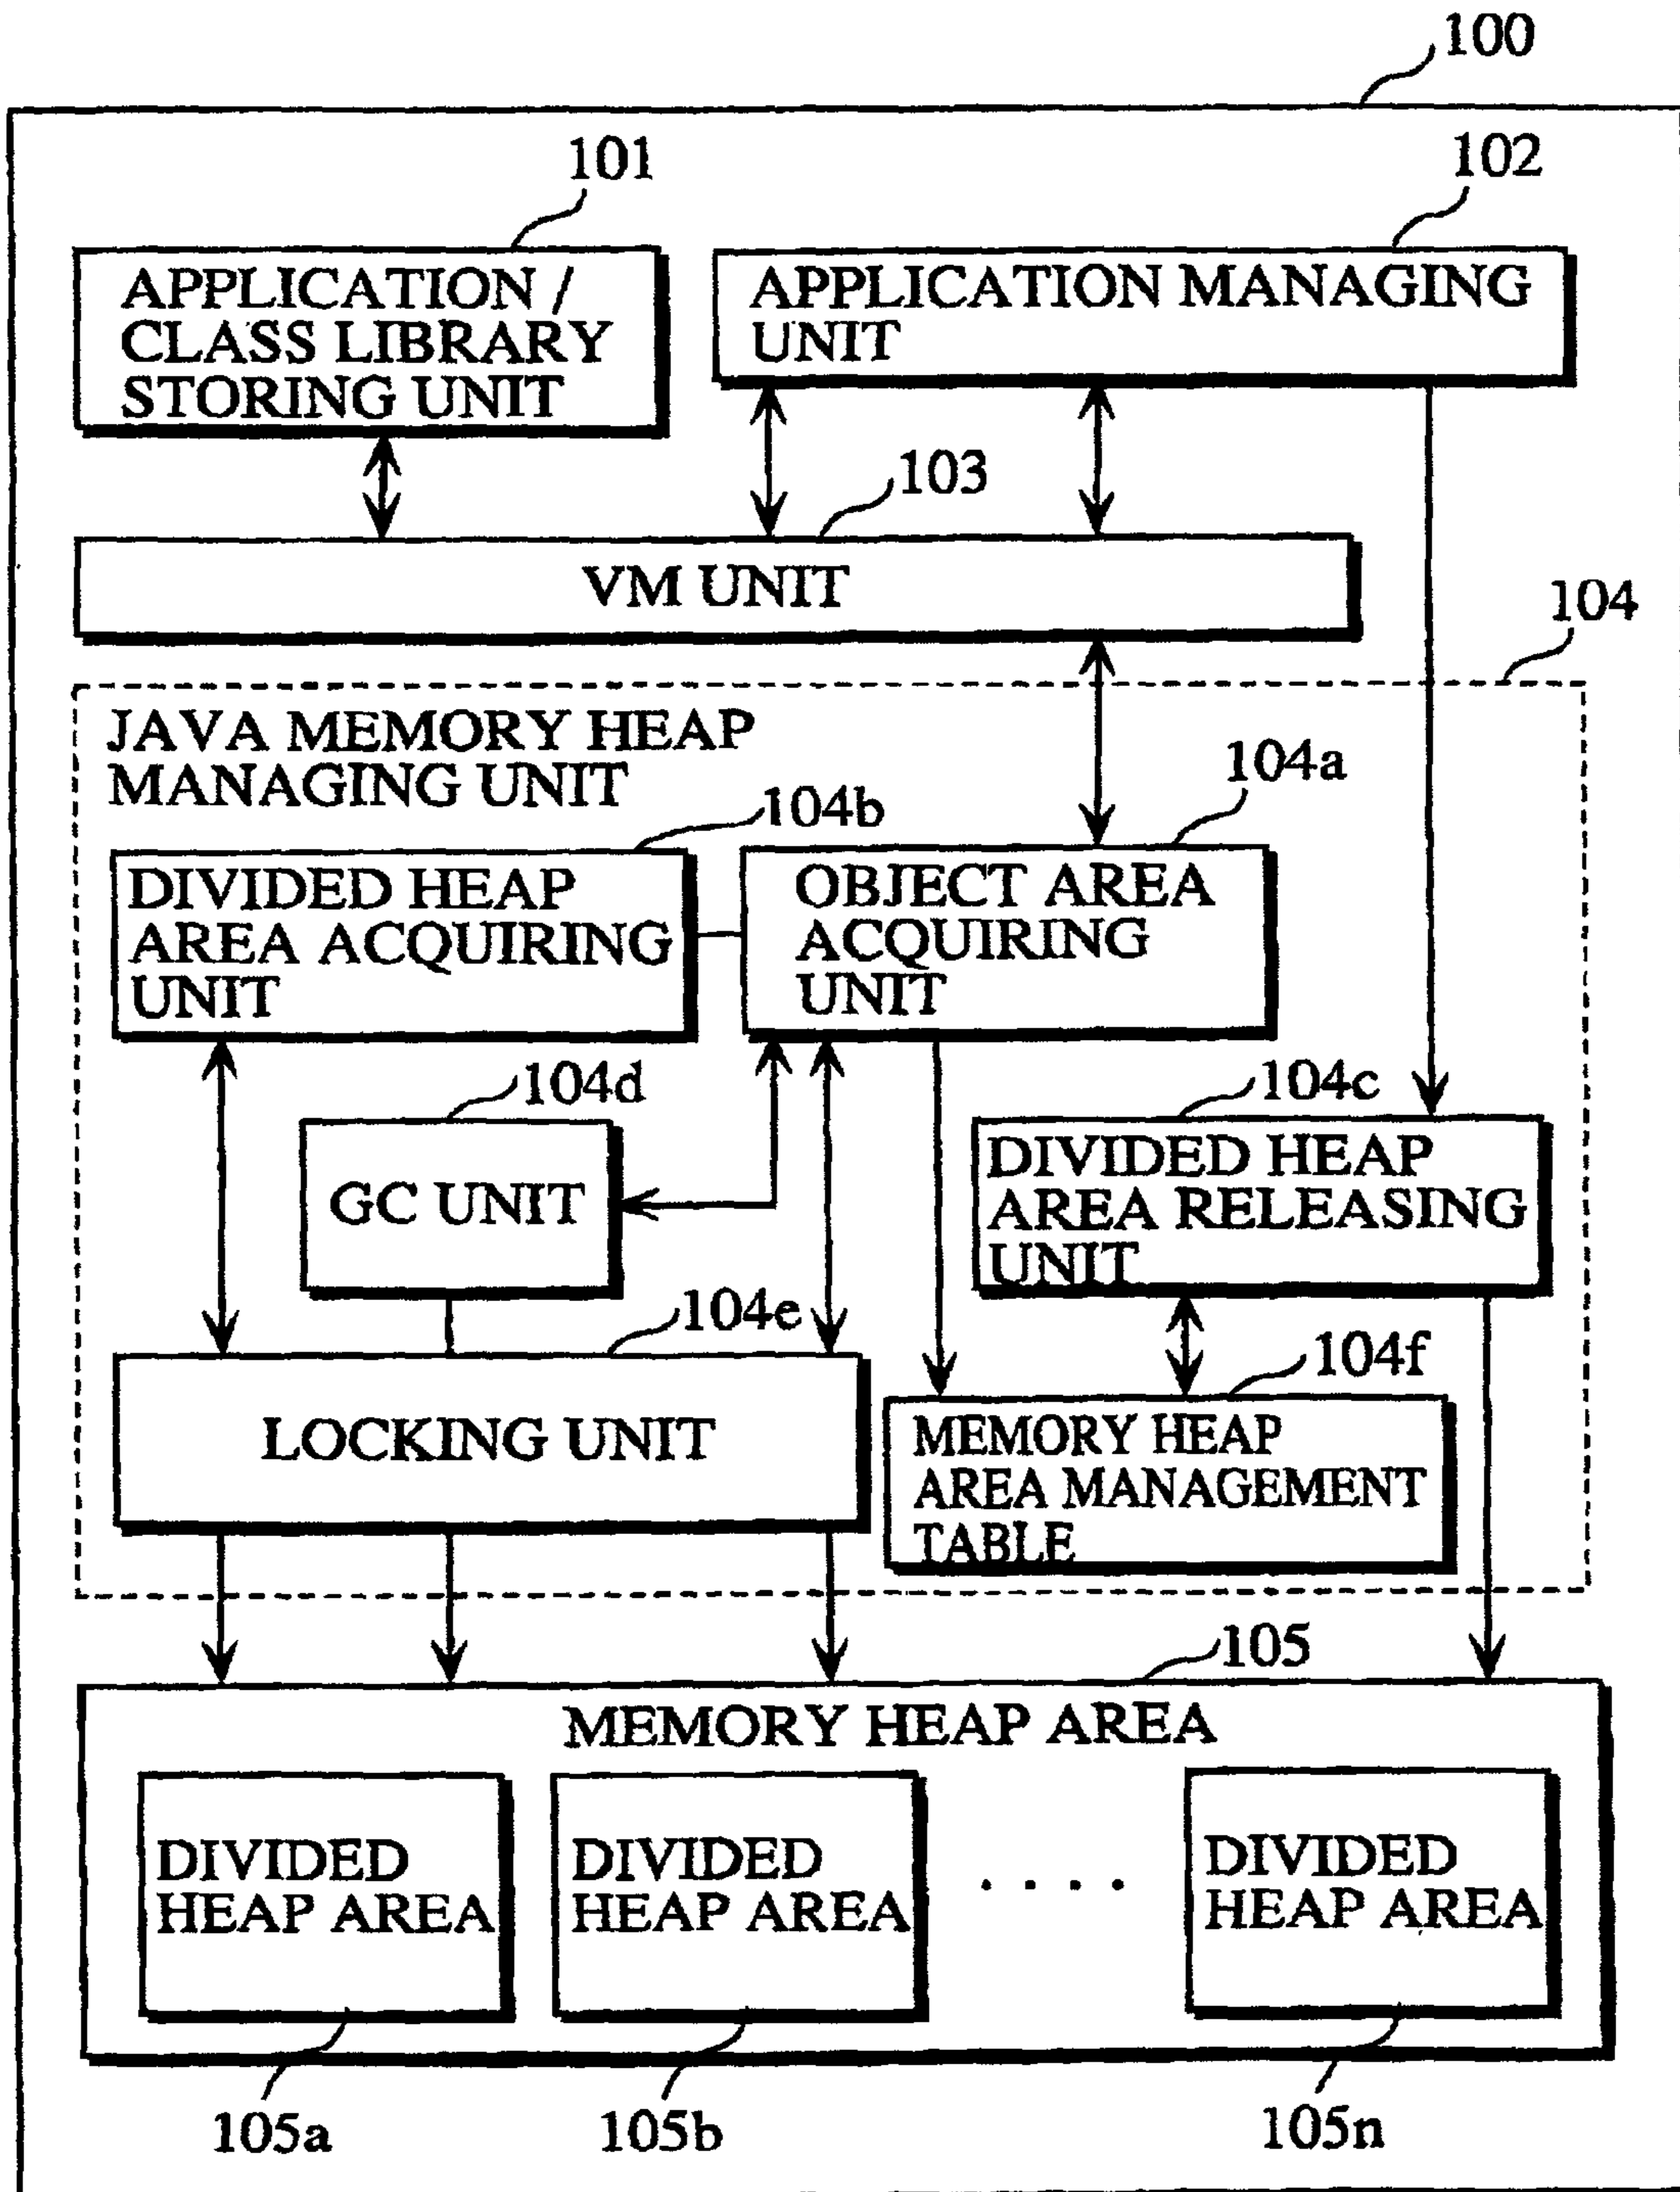 100
101
102
APPLICATION /
CLASS LIBRARY
STORING UNIT
APPLICATION MANAGING
UNIT
103
VM UNIT
104
JAVA MEMORY HEAP
MANAGING UNIT
104a
104b
DIVIDED HEAP
AREA ACQUIRING
UNIT
OBJECT AREA
ACQUIRING
UNIT
104d
104c
GC UNIT
DIVIDED HEAP
AREA RELEASING
UNIT
104e
104f
LOCKING UNIT
MEMORY HEAP
AREA MANAGEMENT
TABLE
105
MEMORY HEAP AREA
DIVIDED
HEAP AREA
DIVIDED
HEAP AREA
. . . .
DIVIDED
HEAP AREA
105a
105b
105n